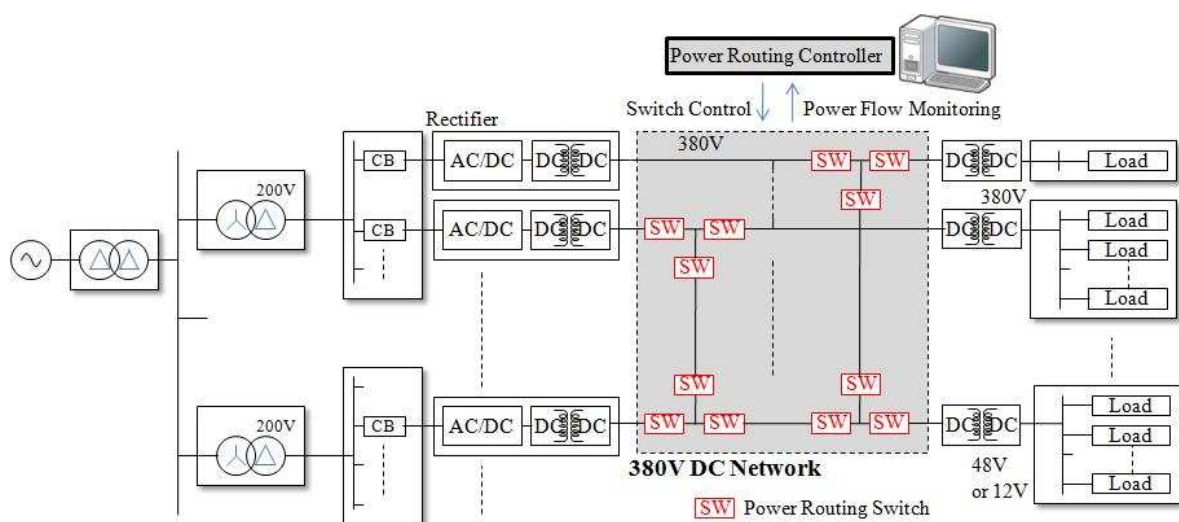 Power Routing Controller
Switch Control
Power Flow Monitoring
Rectifier
380V
200V
CB
AC/DC
DC DC
SW SW
DC DC
Load
SW
380V
CB
AC/DC
DC DC
SW SW
DC DC
Load
Load
Load
SW
200V
CB
AC/DC
DC DC
SW
SW
SW SW
SW SW
DC DC
Load
Load
Load
380V DC Network
48V
or 12V
SW Power Routing Switch